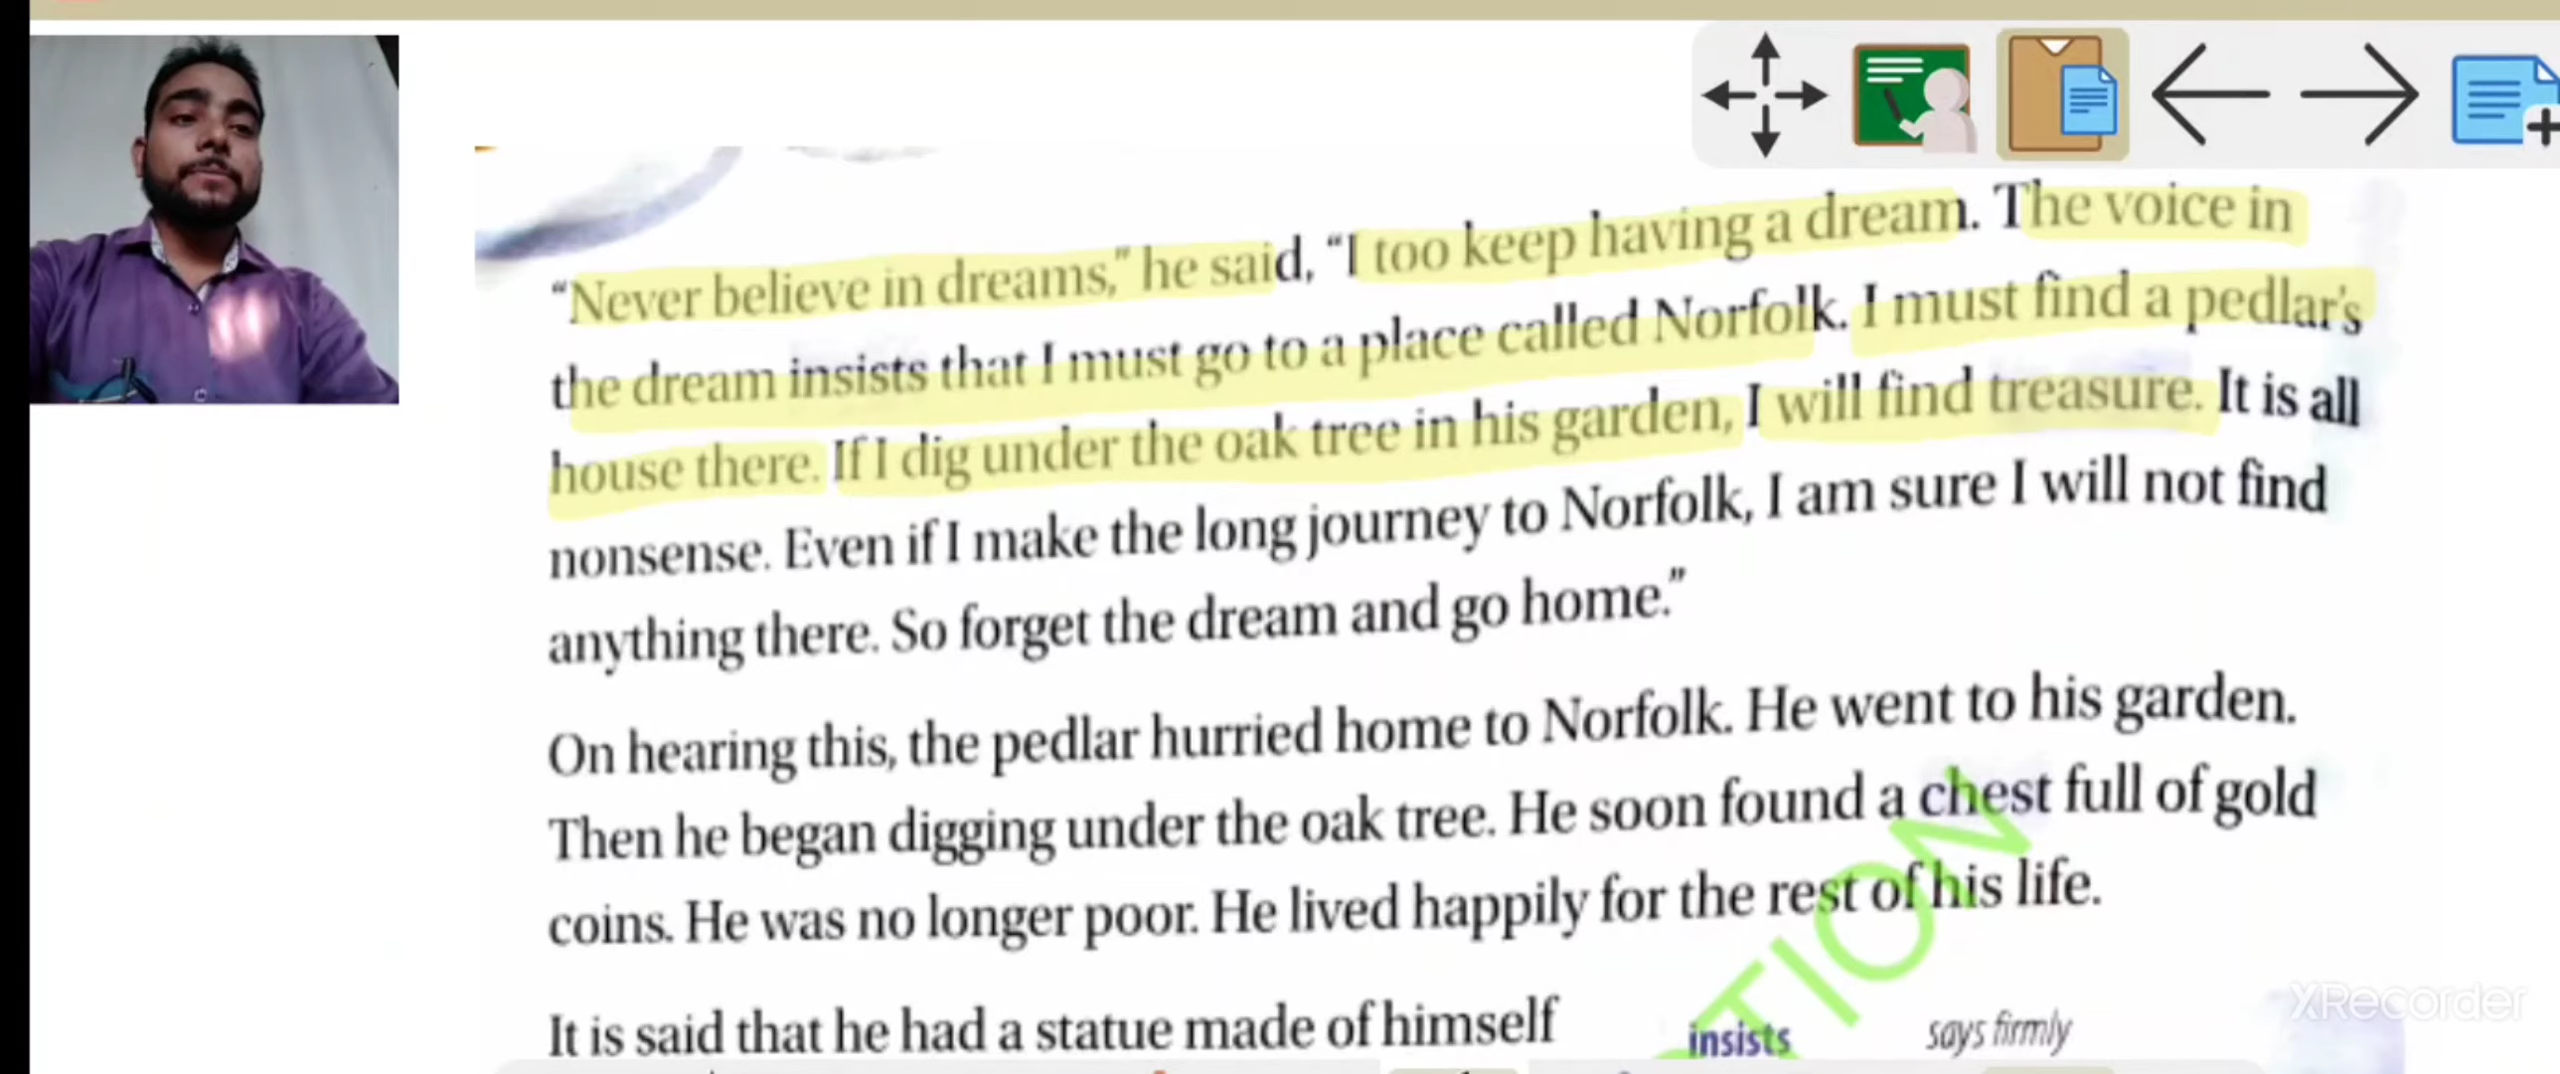 "Never believe in dreams," he said, "I too keep having a dream. The voice in
the dream insists that I must go to a place called Norfolk. I must find a pedlar's
house there. If I dig under the oak tree in his garden, I will find treasure. It is all
nonsense. Even if I make the long journey to Norfolk, I am sure I will not find
anything there. So forget the dream and go home."
On hearing this, the pedlar hurried home to Norfolk. He went to his garden.
Then he began digging under the oak tree. He soon found a chest full of gold
coins. He was no longer poor. He lived happily for the rest of his life.
It is said that he had a statue made of himself
insists says firmly
TION
XRecorder